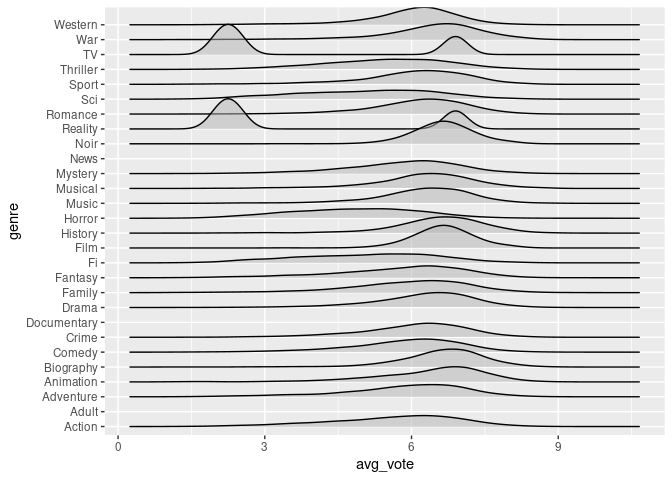 Western
War
TV
Thriller
Sport
Sci
Romance
Reality
Noir
News
Mystery
Musical
Music
Horror
History
Film
Fi
Fantasy
Family
Drama
Documentary
Crime
Comedy
Biography
Animation
Adventure
Adult
Action
genre
0 3 6 9
avg_vote